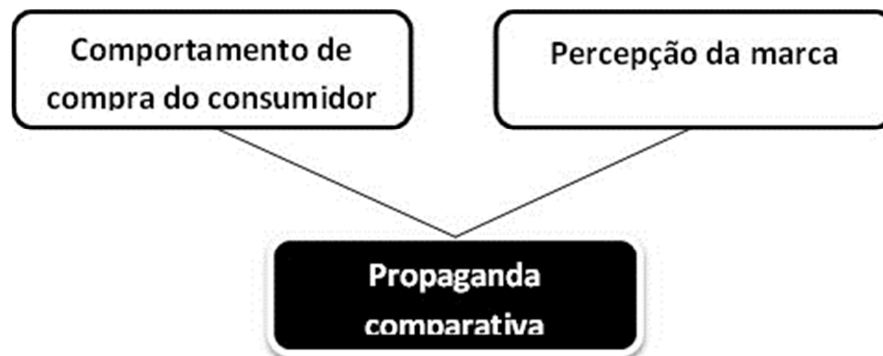 Comportamento de
compra do consumidor
Percepção da marca
Propaganda
comparativa